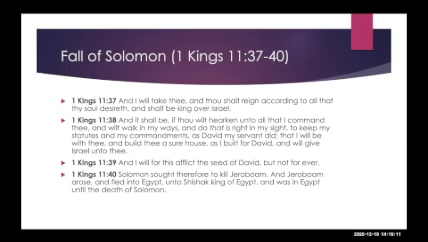 Fall of Solomon (1 Kings 11:37-40)
1 Kings 11:37 And I will take thee, and thou shalt reign according to all that
thy soul desireth, and shalt be king over Israel.
1 Kings 11:38 And it shall be, if thou wilt hearken unto all that I command
thee, and wilt walk in my ways, and do that is right in my sight, to keep my
statutes and my commandments, as David my servant did; that I will be
with thee, and build thee a sure house, as I built for David, and will give
Israel unto thee.
1 Kings 11:39 And I will for this afflict the seed of David, but not for ever.
1 Kings 11:40 Solomon sought therefore to kill Jeroboam. And Jeroboam
arose, and fled into Egypt, unto Shishak king of Egypt, and was in Egypt
until the death of Solomon.
2020-12-19 14:19:11